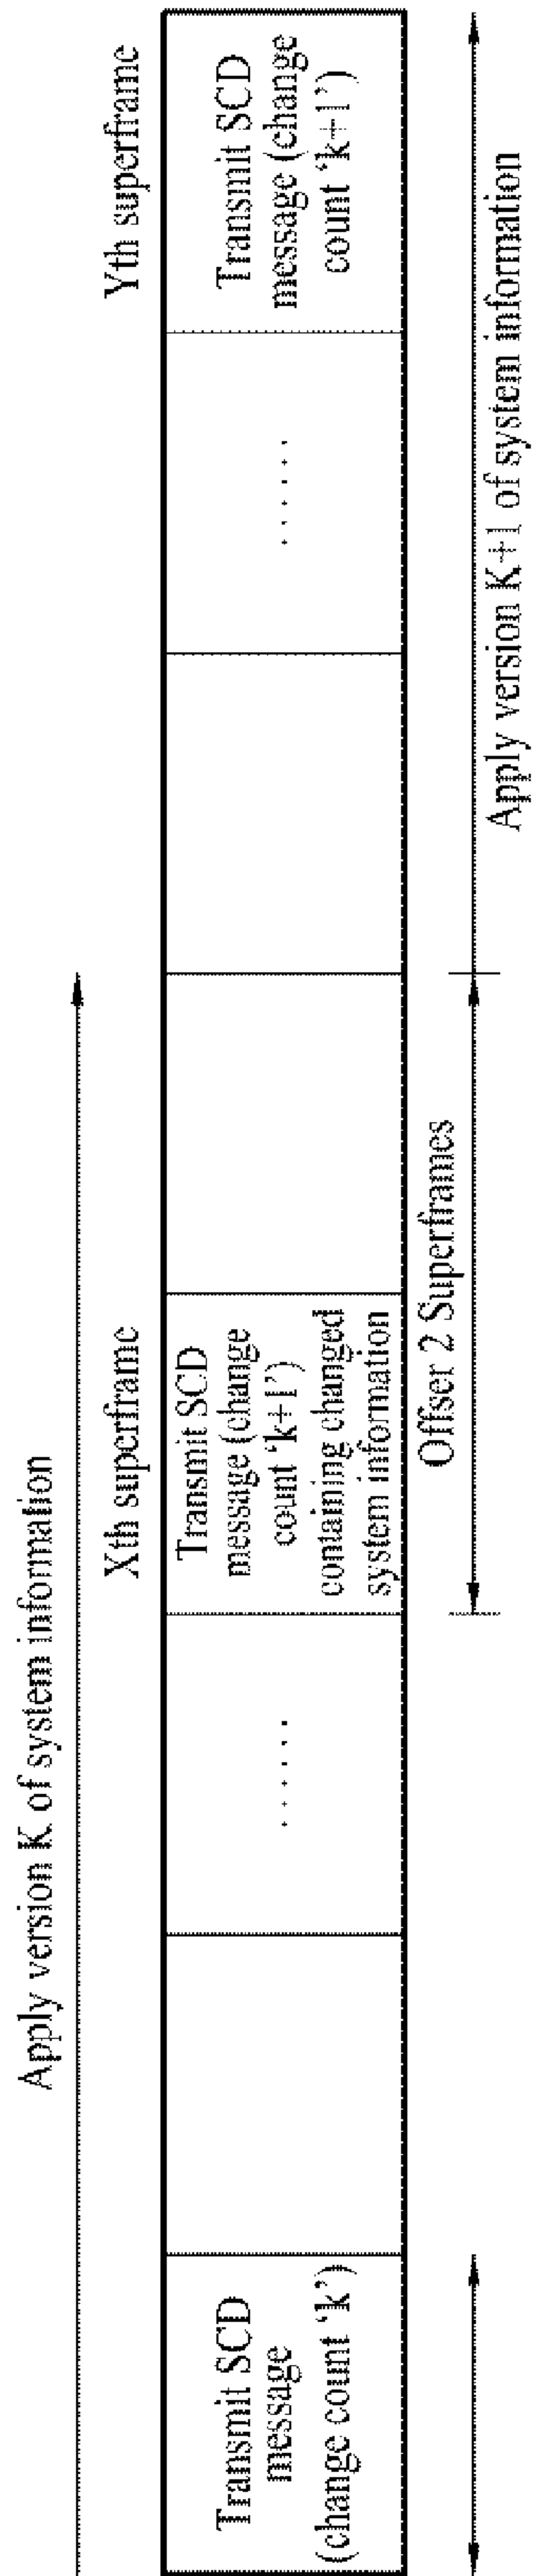 Apply version K of system information
Xth superframe
Yth superframe
Transmit SCD
message
(change count ‘k’)
......
Transmit SCD
message (change
count ‘k+1’)
containing changed
system information
......
Transmit SCD
message (change
count ‘k+1’)
Offser 2 Superframes
Apply version K+1 of system information